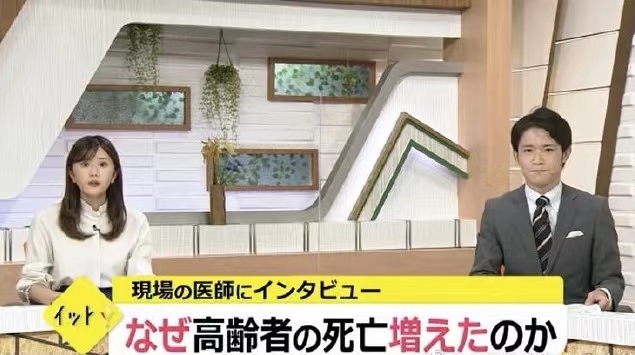 現場の医師にインタビュー
イット
なぜ高齢者の死亡増えたのか